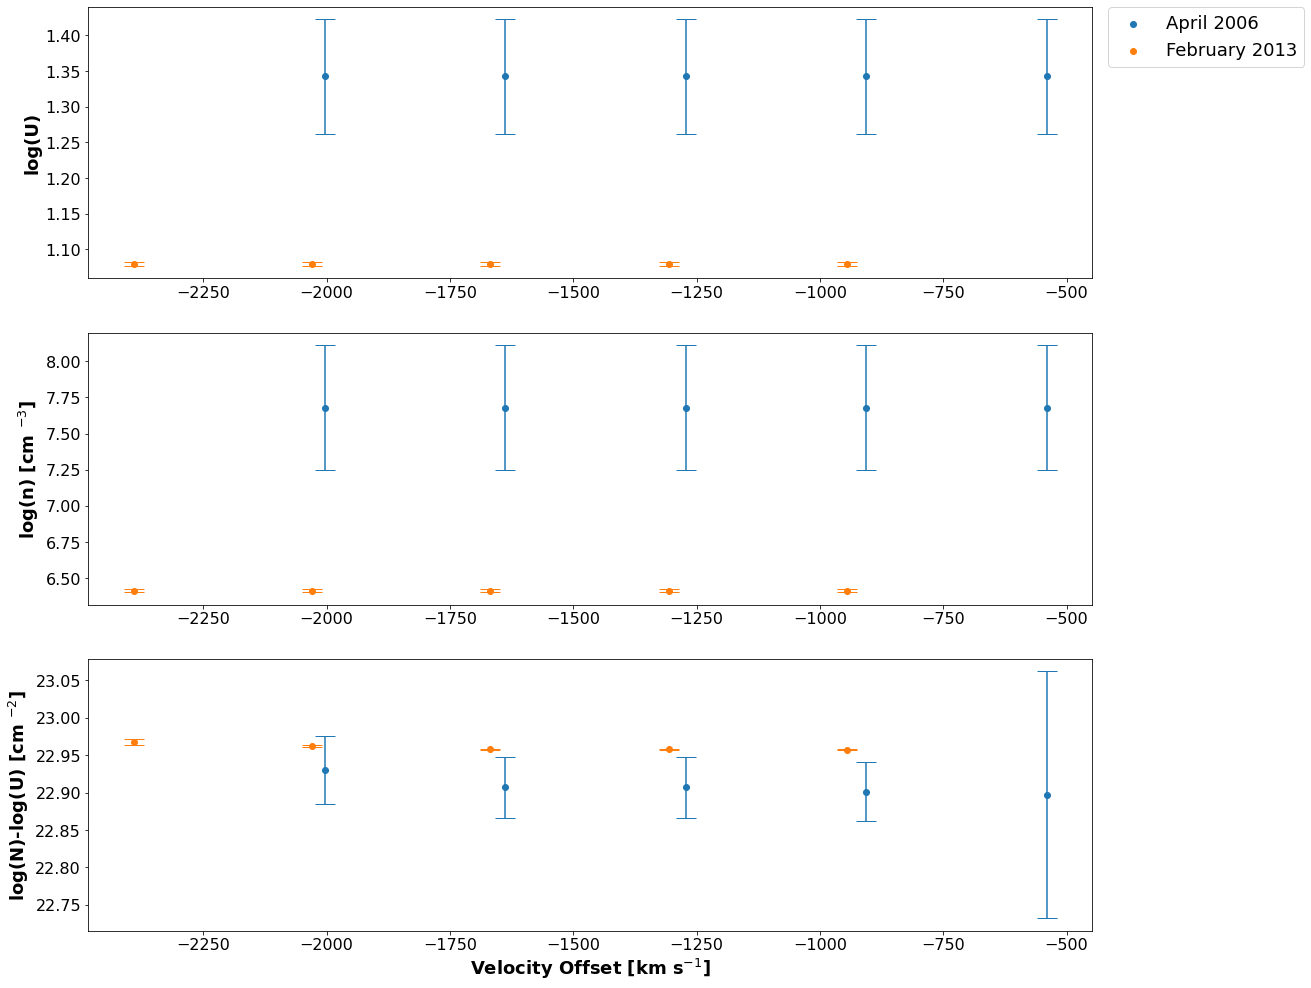 April 2006
February 2013
log(U)
1.40
1.35
1.30
1.25
1.20
1.15
1.10
−2250 −2000 −1750 −1500 −1250 −1000 −750 −500
log(n) [cm ⁻³]
8.00
7.75
7.50
7.25
7.00
6.75
6.50
−2250 −2000 −1750 −1500 −1250 −1000 −750 −500
log(N)-log(U) [cm ⁻²]
23.05
23.00
22.95
22.90
22.85
22.80
22.75
−2250 −2000 −1750 −1500 −1250 −1000 −750 −500
Velocity Offset [km s⁻¹]